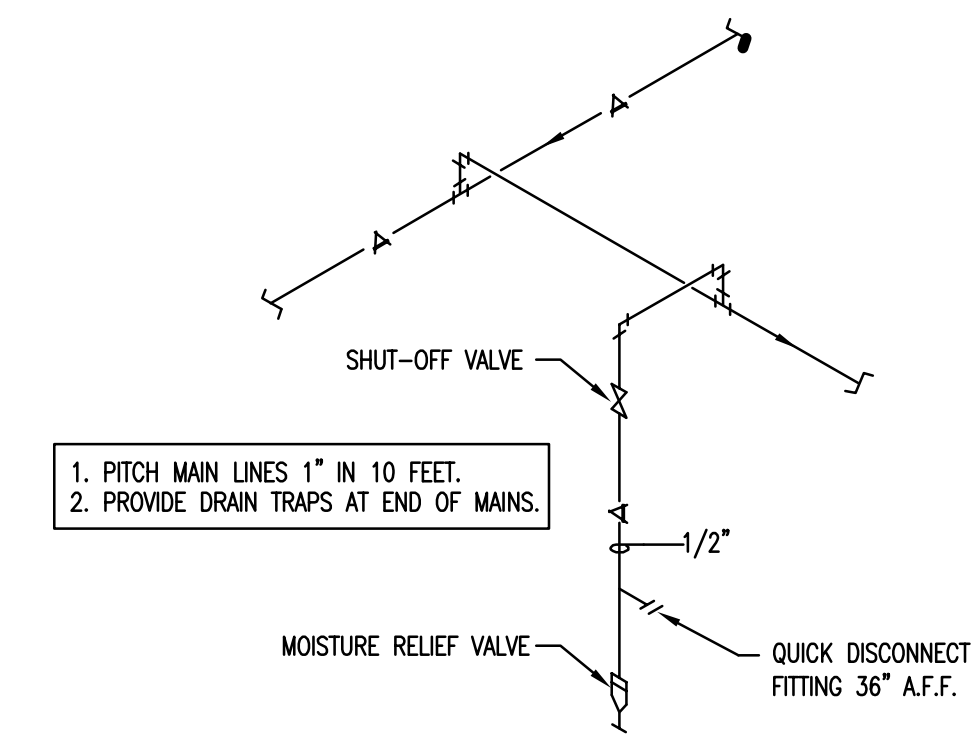 SHUT-OFF VALVE
1. PITCH MAIN LINES 1" IN 10 FEET.
2. PROVIDE DRAIN TRAPS AT END OF MAINS.
1/2"
MOISTURE RELIEF VALVE
QUICK DISCONNECT
FITTING 36" A.F.F.